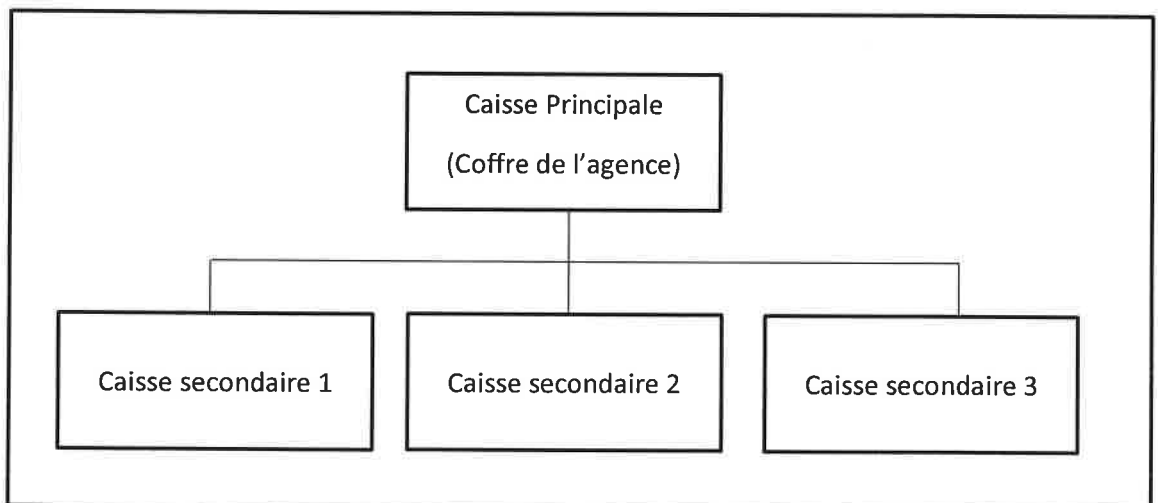 Caisse Principale
(Coffre de l'agence)
Caisse secondaire 1
Caisse secondaire 2
Caisse secondaire 3